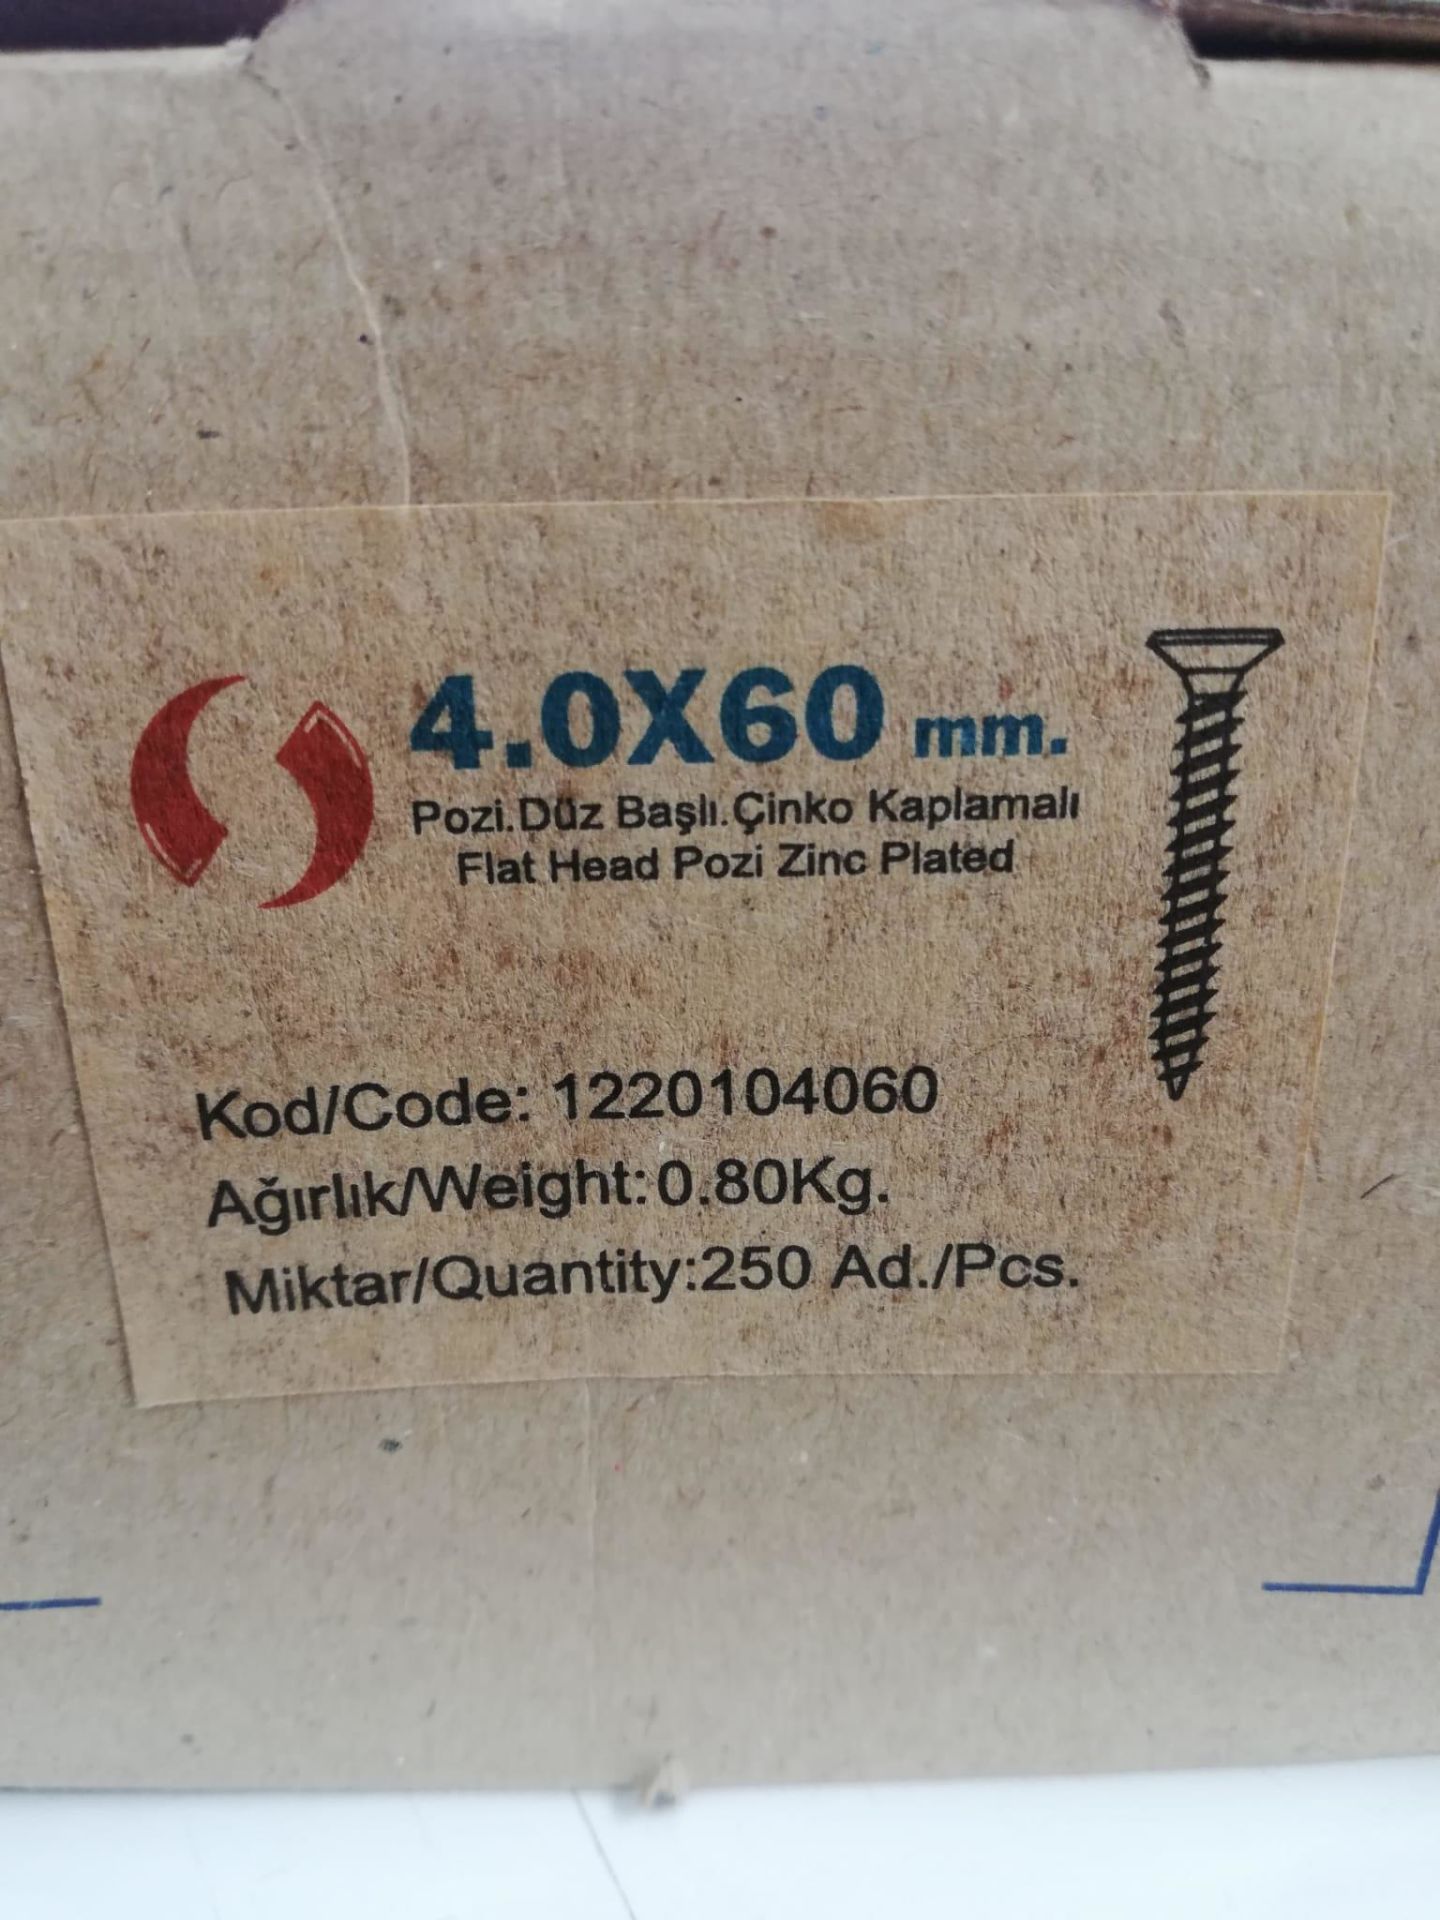 4.0X60 mm.
Pozi.Düz Başlı.Çinko Kaplamalı
Flat Head Pozi Zinc Plated
Kod/Code: 1220104060
Ağırlık/Weight:0.80Kg.
Miktar/Quantity:250 Ad./Pcs.